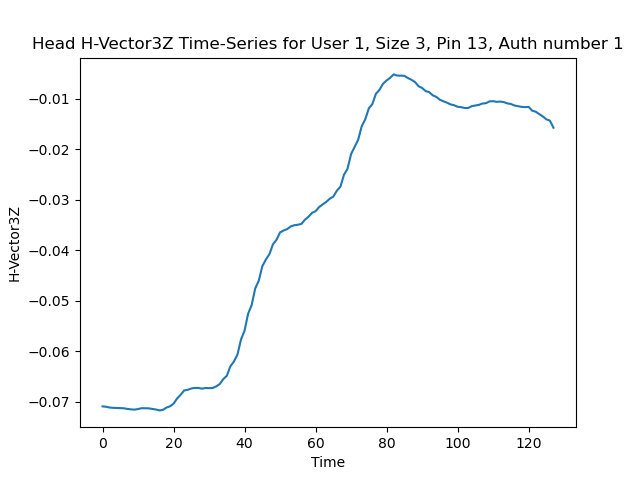 Head H-Vector3Z Time-Series for User 1, Size 3, Pin 13, Auth number 1
−0.01
−0.02
−0.03
−0.04
−0.05
−0.06
−0.07
H-Vector3Z
0 20 40 60 80 100 120
Time